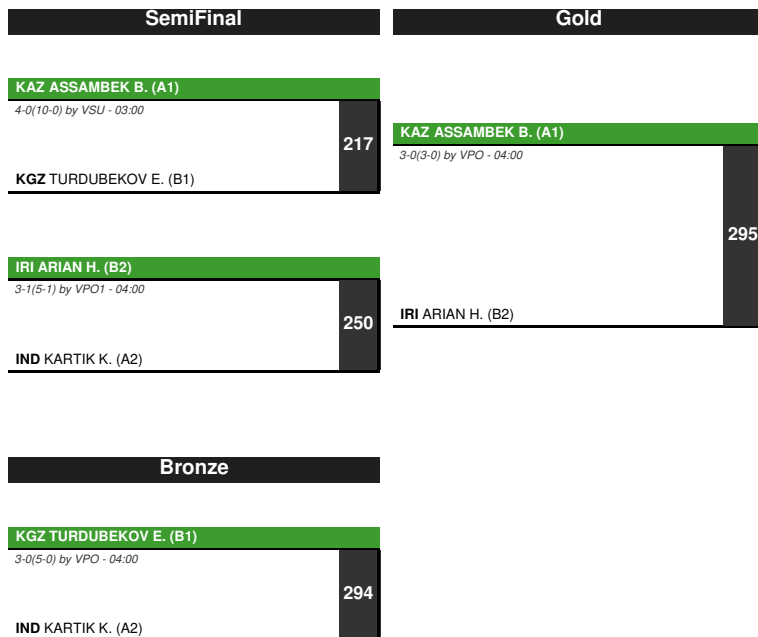 SemiFinal
KAZ ASSAMBEK B. (A1)
4-0(10-0) by VSU - 03:00
217
KGZ TURDUBEKOV E. (B1)
IRI ARIAN H. (B2)
3-1(5-1) by VPO1 - 04:00
250
IND KARTIK K. (A2)
Gold
KAZ ASSAMBEK B. (A1)
3-0(3-0) by VPO - 04:00
295
IRI ARIAN H. (B2)
Bronze
KGZ TURDUBEKOV E. (B1)
3-0(5-0) by VPO - 04:00
294
IND KARTIK K. (A2)